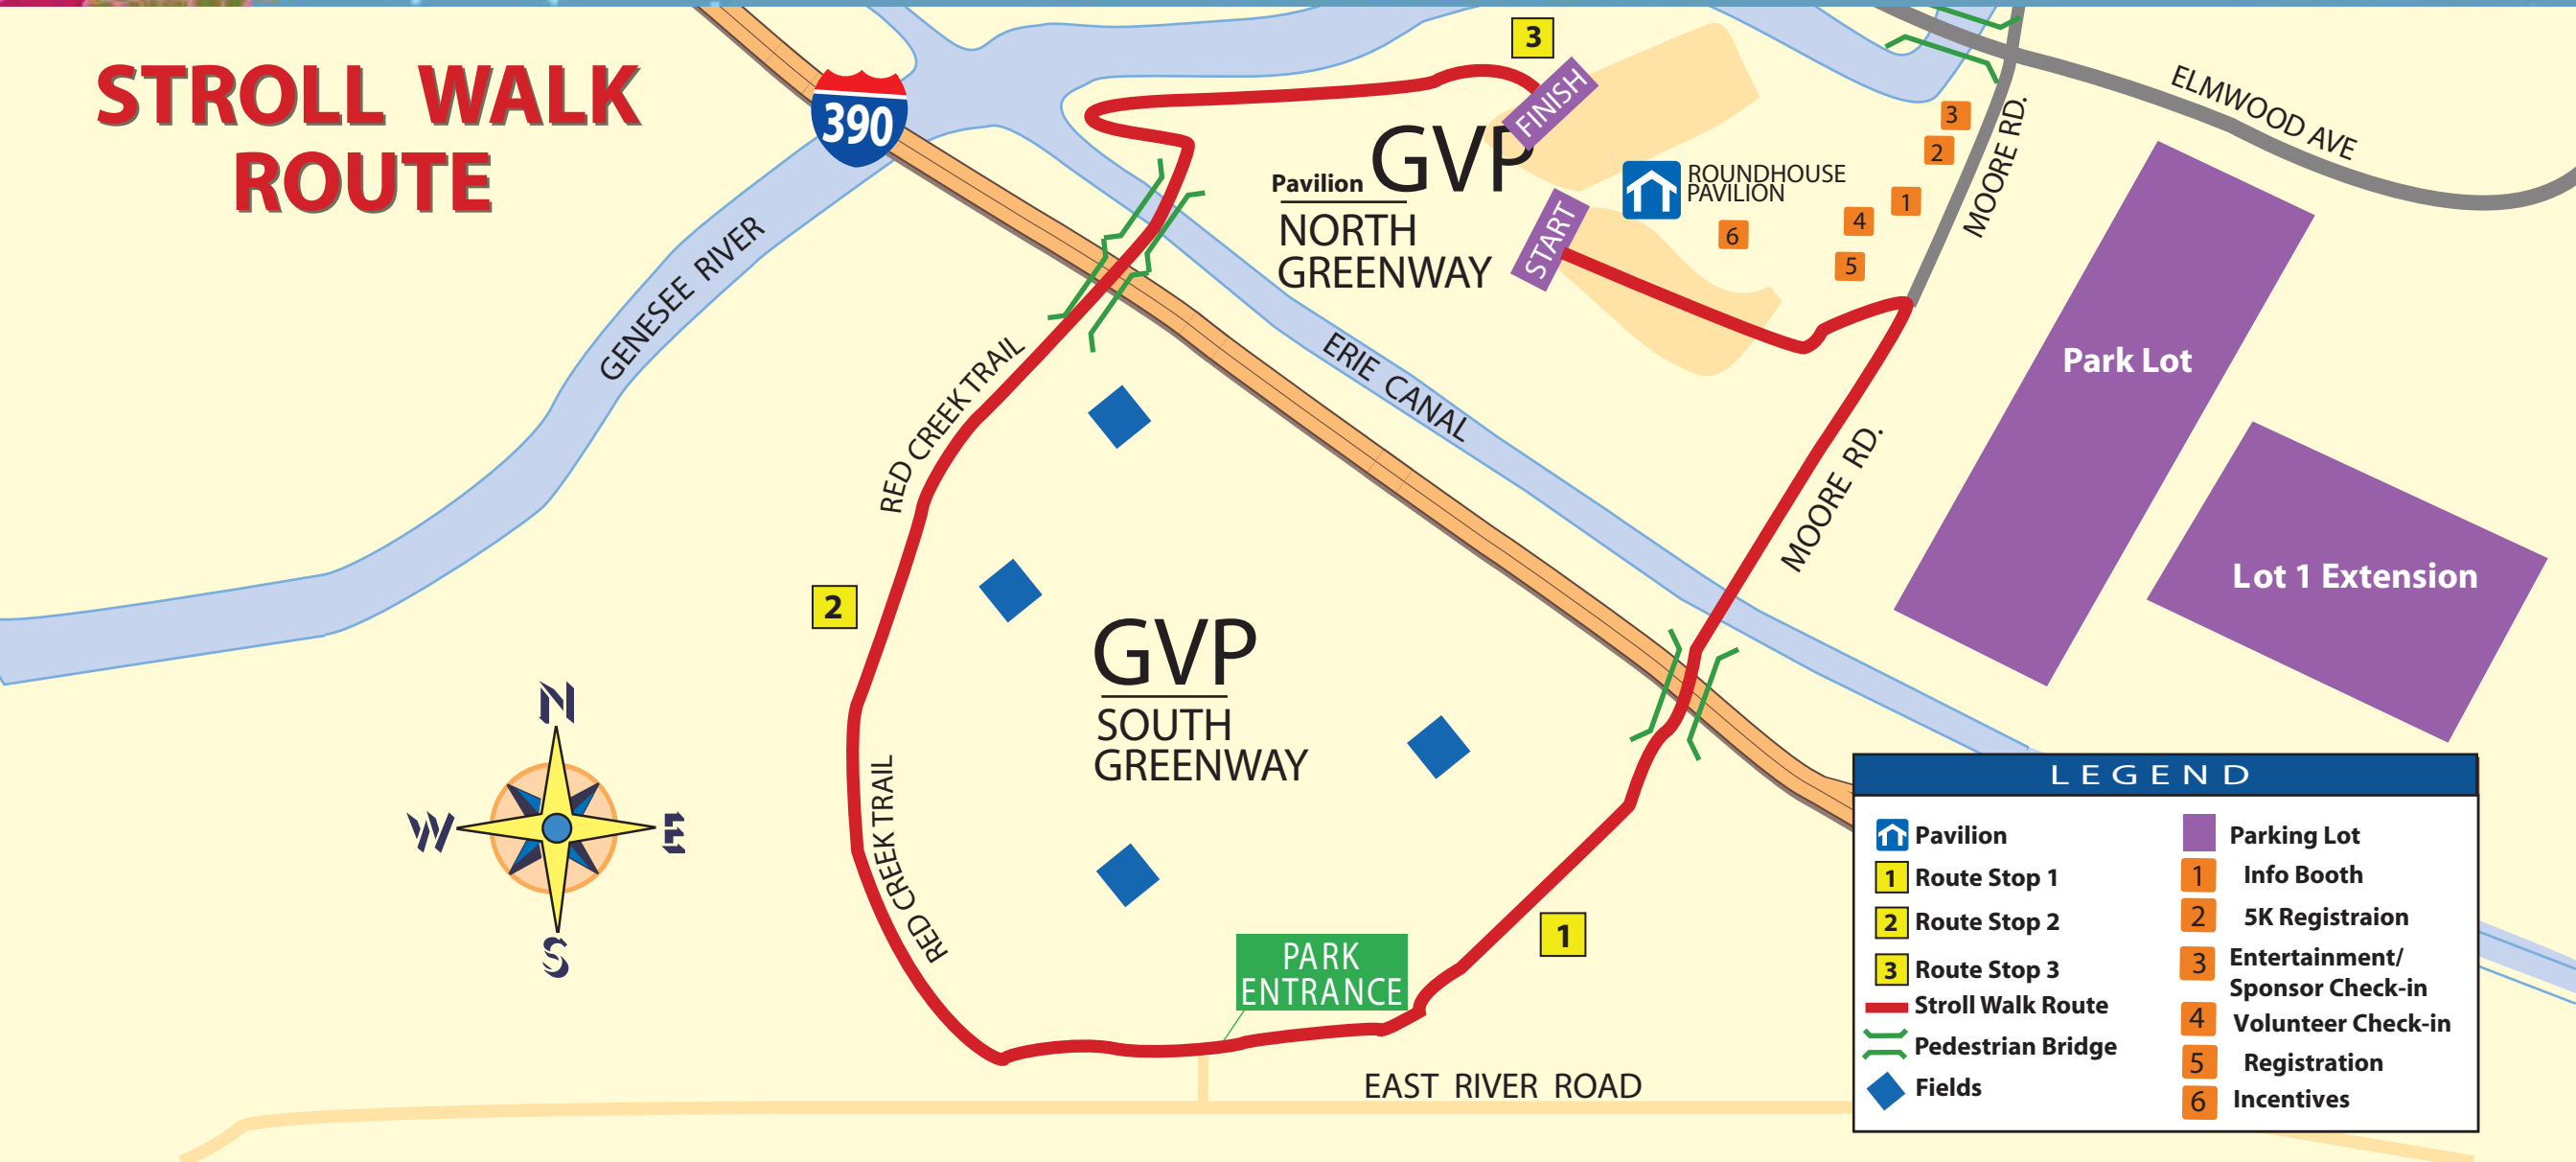 STROLL WALK
ROUTE
390
3
FINISH
ELMWOOD AVE
3
2
MOORE RD.
Pavilion GVP
NORTH
GREENWAY
START
ROUNDHOUSE
PAVILION
1
4
6
5
GENESEE RIVER
ERIE CANAL
RED CREEK TRAIL
Park Lot
MOORE RD.
Lot 1 Extension
2
GVP
SOUTH
GREENWAY
N
W
E
S
RED CREEK TRAIL
1
PARK
ENTRANCE
EAST RIVER ROAD
LEGEND
Pavilion
1 Route Stop 1
2 Route Stop 2
3 Route Stop 3
Stroll Walk Route
Pedestrian Bridge
Fields
Parking Lot
1 Info Booth
2 5K Registraion
3 Entertainment/
Sponsor Check-in
4 Volunteer Check-in
5 Registration
6 Incentives